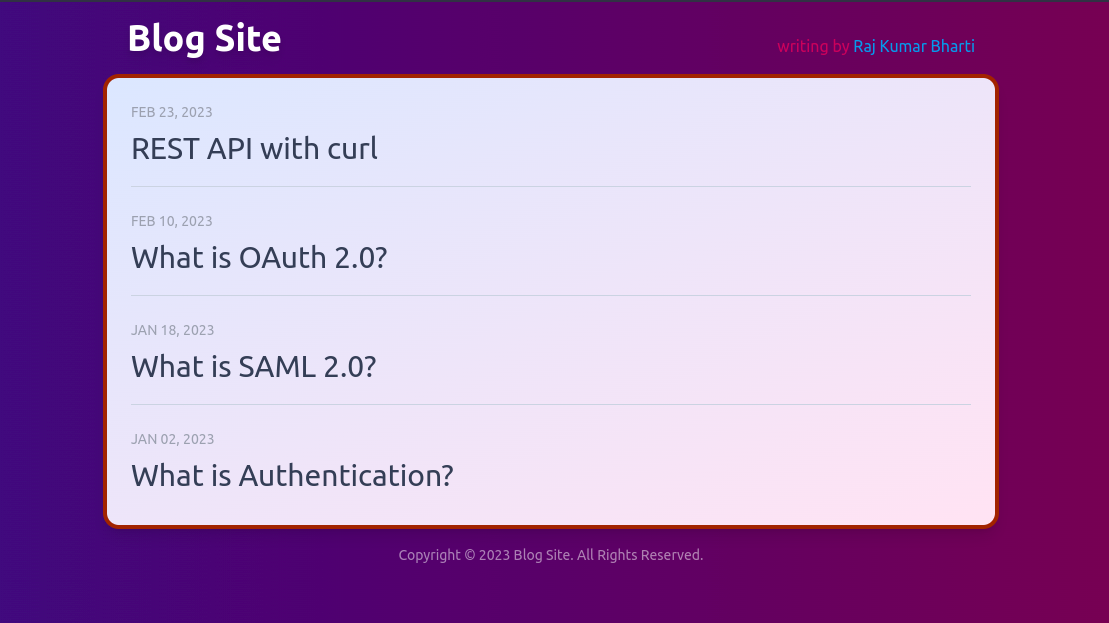 Blog Site
writing by Raj Kumar Bharti
FEB 23, 2023
REST API with curl
FEB 10, 2023
What is OAuth 2.0?
JAN 18, 2023
What is SAML 2.0?
JAN 02, 2023
What is Authentication?
Copyright © 2023 Blog Site. All Rights Reserved.